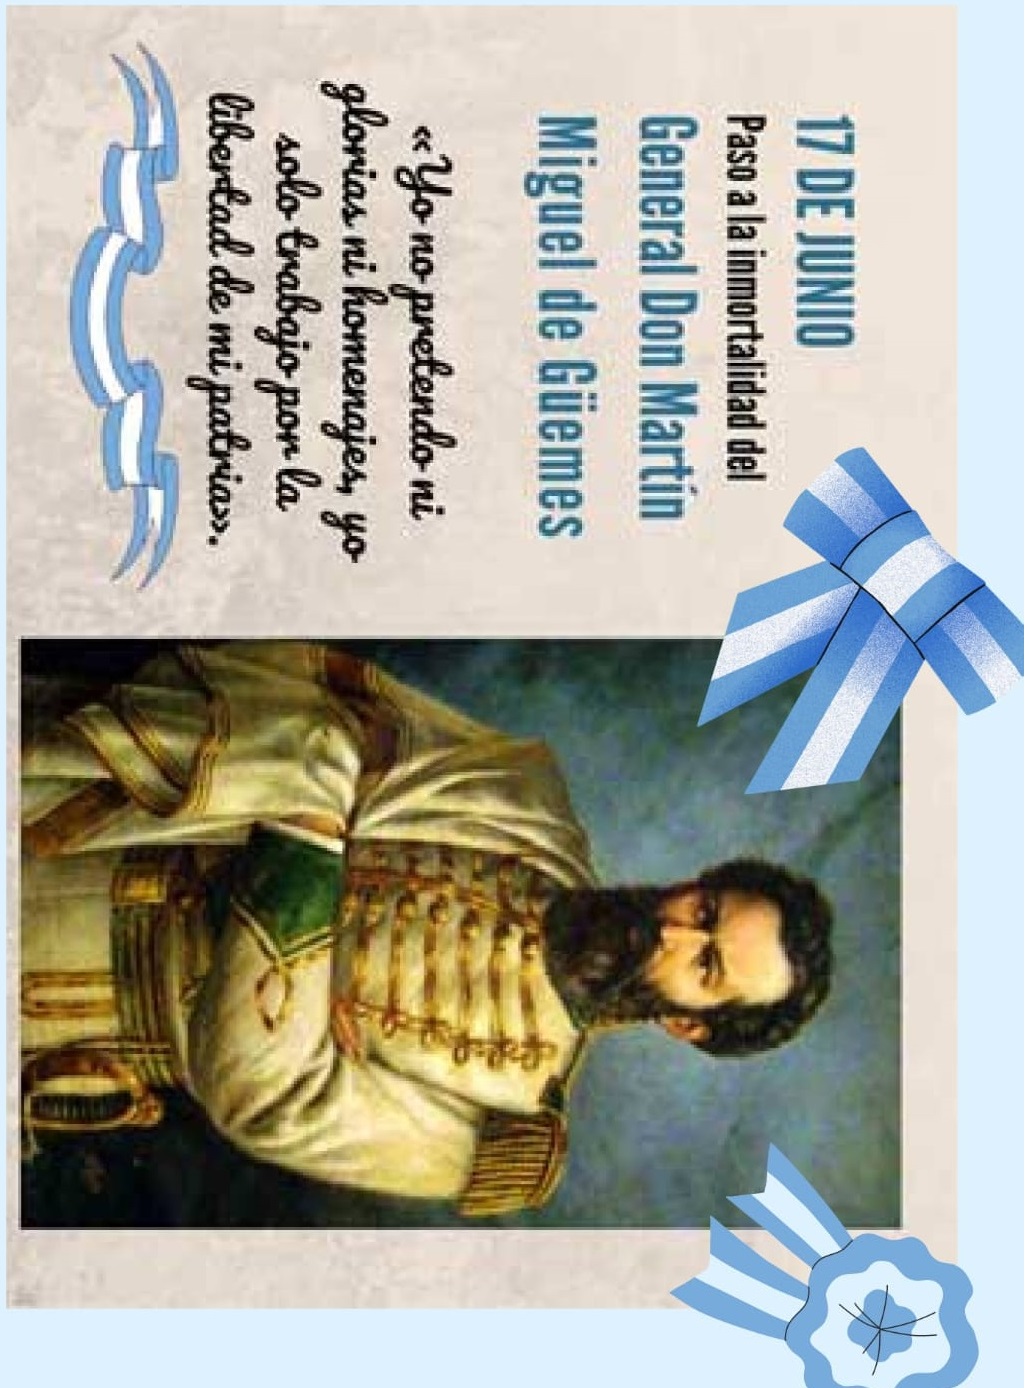 17 DE JUNIO
Paso a la inmortalidad del
General Don Martín
Miguel de Güemes
«Yo no pretendo ni
glorias ni homenajes, yo
solo trabajo por la
libertad de mi patria».